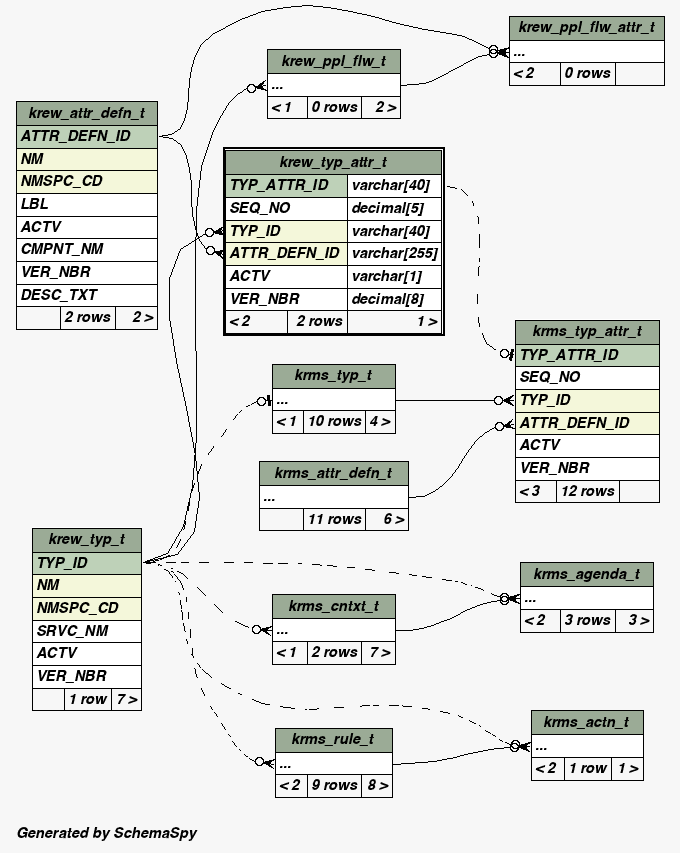 krew_ppl_flw_attr_t
...
< 2 0 rows
krew_ppl_flw_t
...
< 1 0 rows 2 >
krew_attr_defn_t
ATTR_DEFN_ID
NM
NMSPC_CD
LBL
ACTV
CMPNT_NM
VER_NBR
DESC_TXT
2 rows 2 >
krew_typ_attr_t
TYP_ATTR_ID varchar[40]
SEQ_NO decimal[5]
TYP_ID varchar[40]
ATTR_DEFN_ID varchar[255]
ACTV varchar[1]
VER_NBR decimal[8]
< 2 2 rows 1 >
krms_typ_attr_t
TYP_ATTR_ID
SEQ_NO
TYP_ID
ATTR_DEFN_ID
ACTV
VER_NBR
< 3 12 rows
krms_typ_t
...
< 1 10 rows 4 >
krms_attr_defn_t
...
11 rows 6 >
krew_typ_t
TYP_ID
NM
NMSPC_CD
SRVC_NM
ACTV
VER_NBR
1 row 7 >
krms_agenda_t
...
< 2 3 rows 3 >
krms_cntxt_t
...
< 1 2 rows 7 >
krms_actn_t
...
< 2 1 row 1 >
krms_rule_t
...
< 2 9 rows 8 >
Generated by SchemaSpy